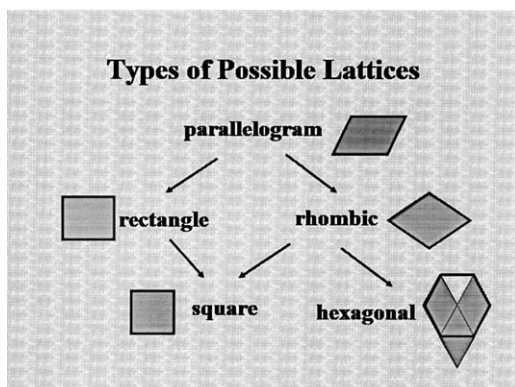 Types of Possible Lattices
parallelogram
rectangle
rhombic
square
hexagonal